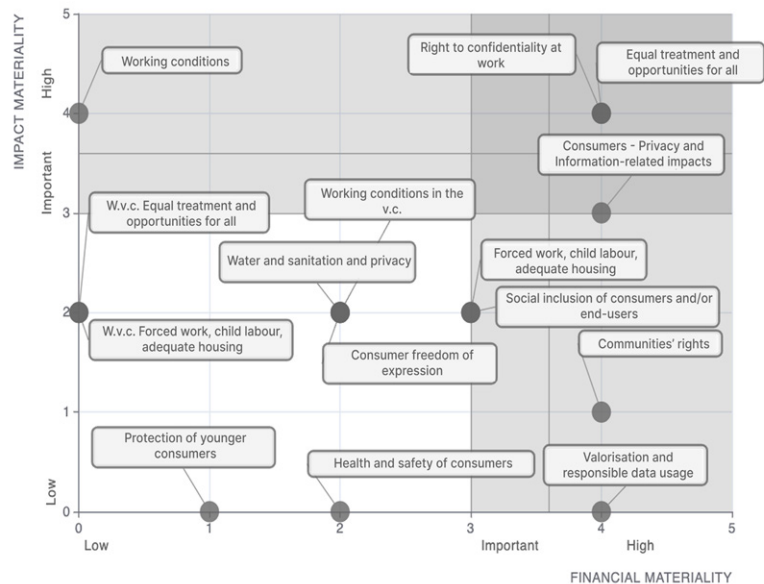 IMPACT MATERIALITY
5
High
4
Important
3
2
1
Low
0
Working conditions
Right to confidentiality at
work
Equal treatment and
opportunities for all
Consumers - Privacy and
Information-related impacts
W.v.c. Equal treatment and
opportunities for all
Working conditions in the
v.c.
Water and sanitation and privacy
Forced work, child labour,
adequate housing
Social inclusion of consumers and/or
end-users
W.v.c. Forced work, child labour,
adequate housing
Consumer freedom of
expression
Communities' rights
Protection of younger
consumers
Health and safety of consumers
Valorisation and
responsible data usage
0 1 2 3 4 5
Low Important High
FINANCIAL MATERIALITY